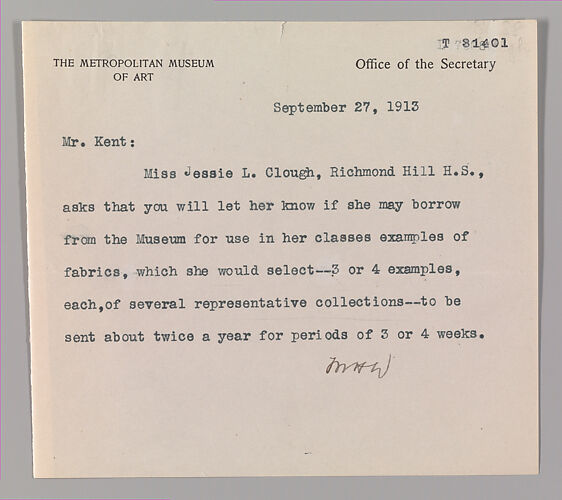 T 81401
THE METROPOLITAN MUSEUM
OF ART
Office of the Secretary
September 27, 1913
Mr. Kent:
Miss Jessie L. Clough, Richmond Hill H.S.,
asks that you will let her know if she may borrow
from the Museum for use in her classes examples of
fabrics, which she would select--3 or 4 examples,
each,of several representative collections--to be
sent about twice a year for periods of 3 or 4 weeks.
MHW